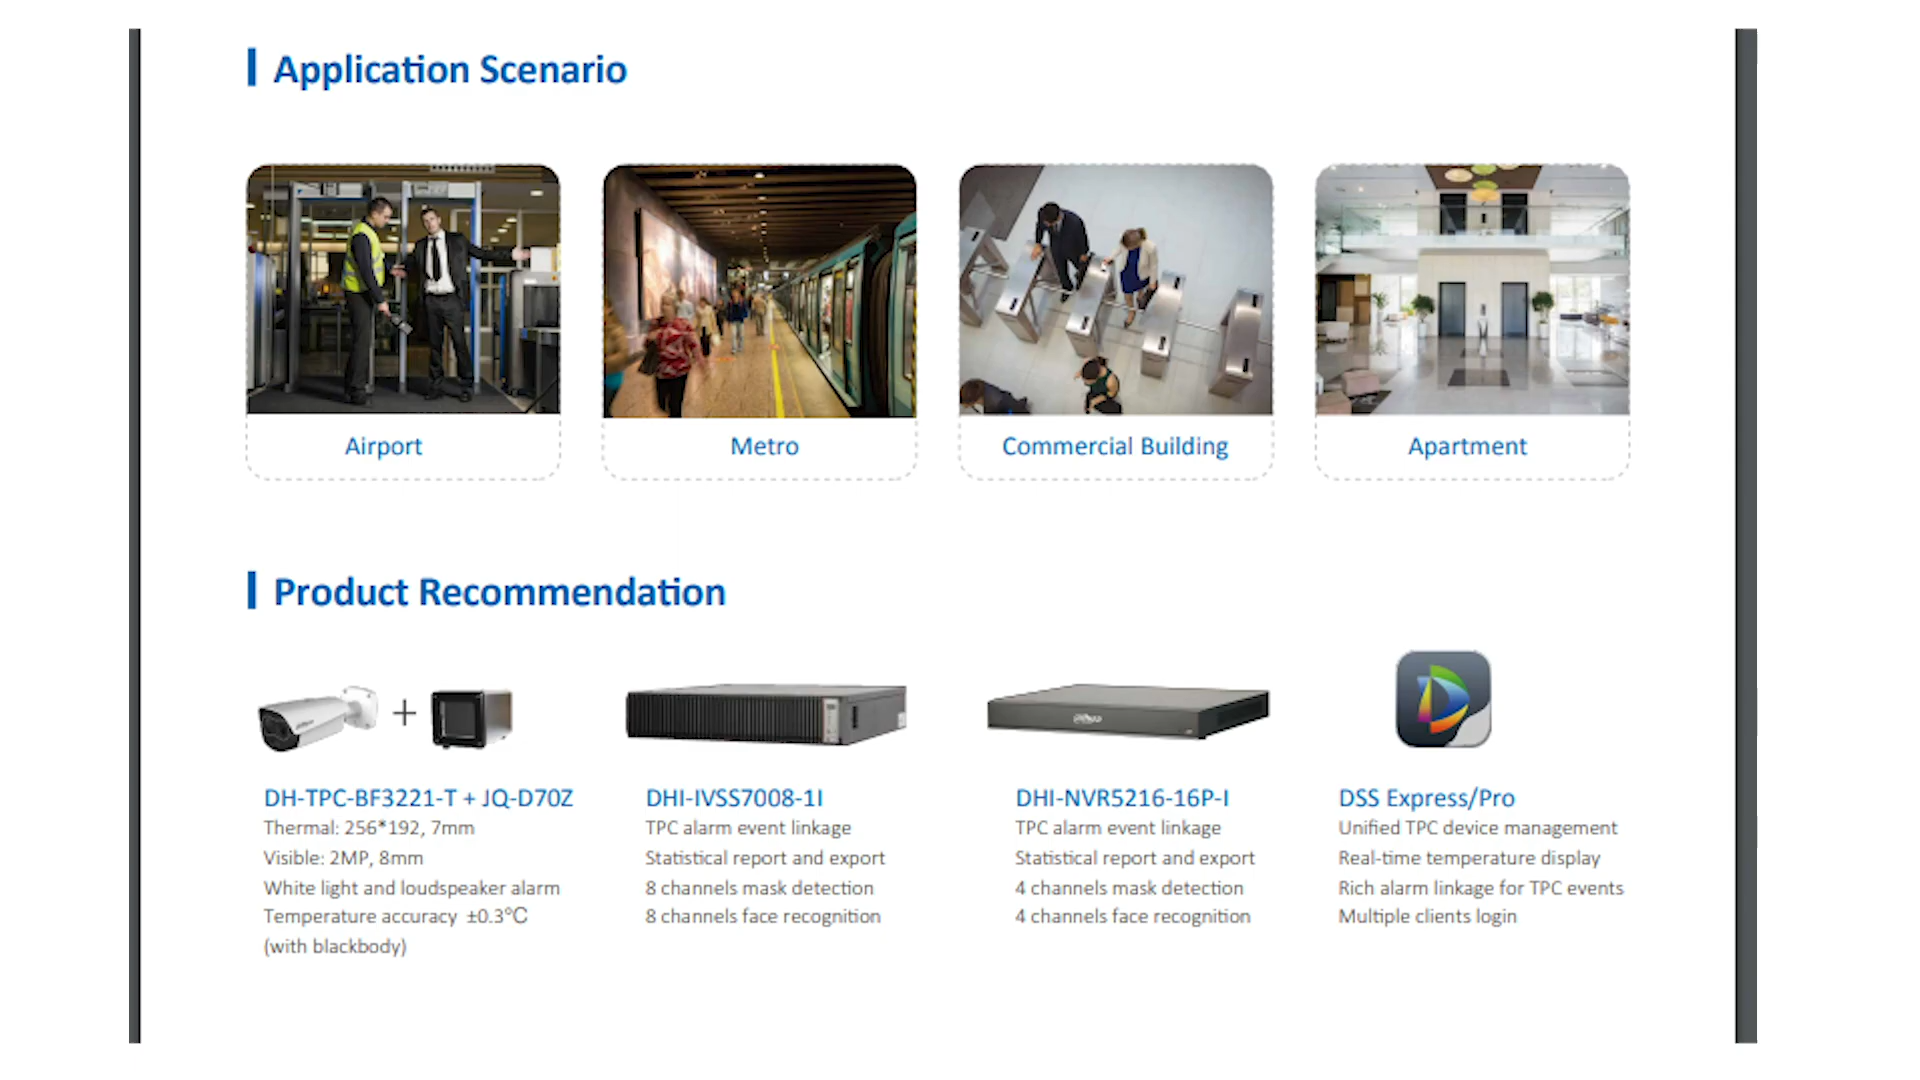 Application Scenario
Airport
Metro
Commercial Building
Apartment
Product Recommendation
+
alhua
DH-TPC-BF3221-T + JQ-D70Z
Thermal: 256*192, 7mm
Visible: 2MP, 8mm
White light and loudspeaker alarm
Temperature accuracy ±0.3℃
(with blackbody)
DHI-IVSS7008-1I
TPC alarm event linkage
Statistical report and export
8 channels mask detection
8 channels face recognition
DHI-NVR5216-16P-I
TPC alarm event linkage
Statistical report and export
4 channels mask detection
4 channels face recognition
DSS Express/Pro
Unified TPC device management
Real-time temperature display
Rich alarm linkage for TPC events
Multiple clients login